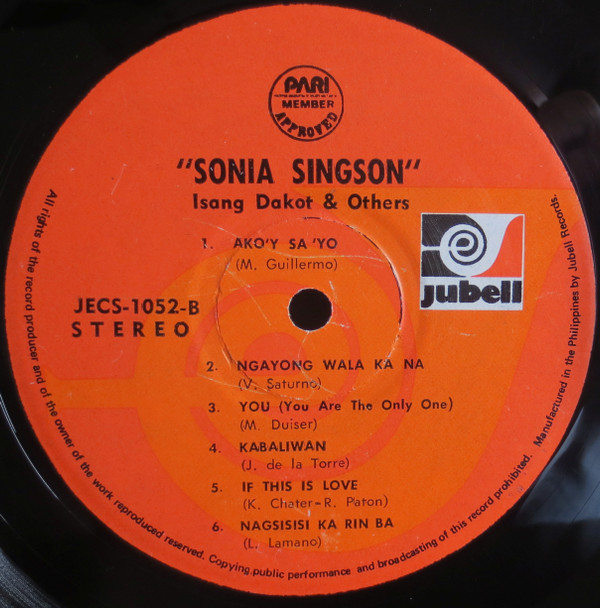 PARI
MEMBER
APPROVED
"SONIA SINGSON"
Isang Dakot & Others
1. AKO'Y SA 'YO
(M. Guillermo)
jubell
JECS-1052-B
STEREO
2. NGAYONG WALA KA NA
(V. Saturno)
3. YOU (You Are The Only One)
(M. Duiser)
4. KABALIWAN
(J. de la Torre)
5. IF THIS IS LOVE
(K. Chater-R. Paton)
6. NAGSISISI KA RIN BA
(L. Lamano)
All rights of the record producer and of the owner of the work reproduced reserved. Copying, public performance and broadcasting of this record prohibited. Manufactured in the Philippines by Jubell Records.